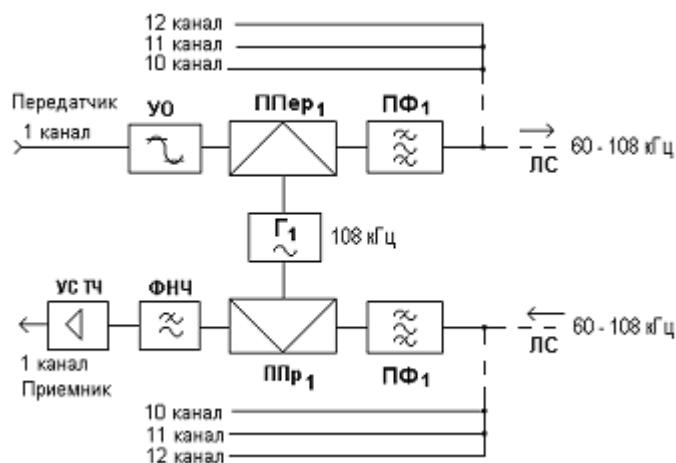 12 канал
11 канал
10 канал
Передатчик
1 канал
УО
ППер1
ПФ1
ЛС
60 - 108 кГц
Г1
108 кГц
УС ТЧ
ФНЧ
ППр1
ПФ1
ЛС
60 - 108 кГц
1 канал
Приемник
10 канал
11 канал
12 канал